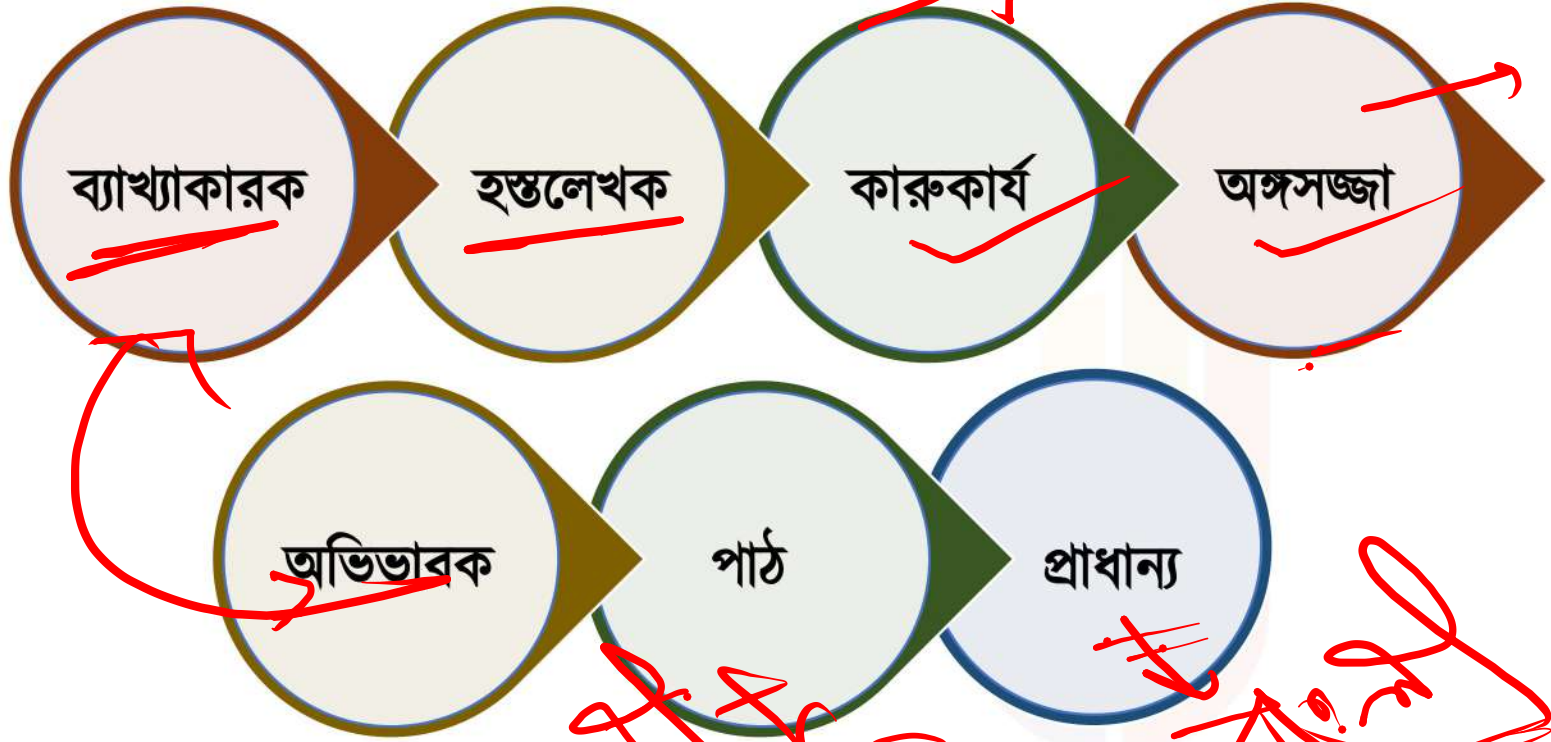 ব্যাখ্যাকারক হস্তলেখক কারুকার্য অঙ্গসজ্জা
অভিভাবক পাঠ প্রাধান্য